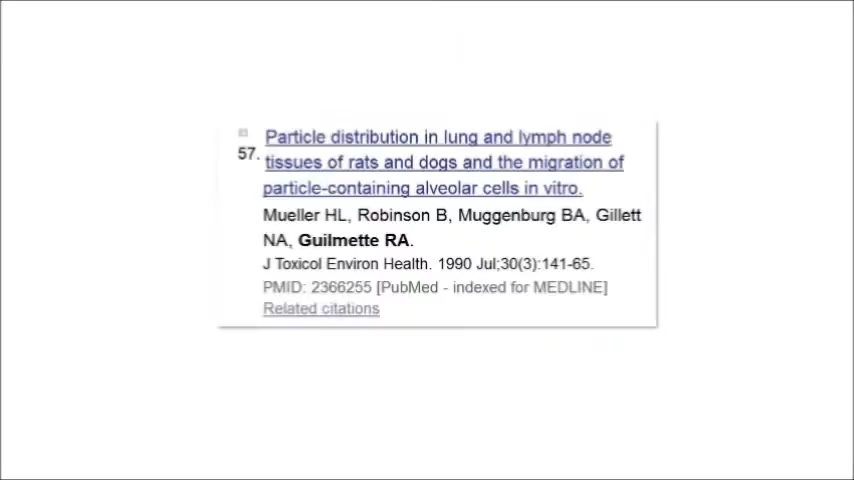 57. Particle distribution in lung and lymph node
tissues of rats and dogs and the migration of
particle-containing alveolar cells in vitro.
Mueller HL, Robinson B, Muggenburg BA, Gillett
NA, Guilmette RA.
J Toxicol Environ Health. 1990 Jul;30(3):141-65.
PMID: 2366255 [PubMed - indexed for MEDLINE]
Related citations